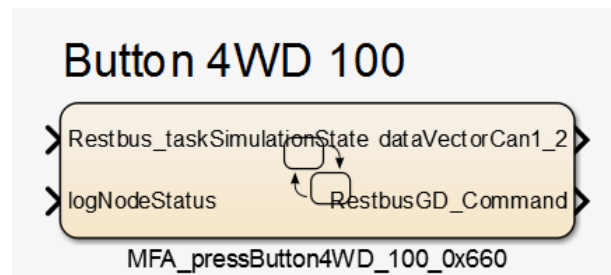 Button 4WD 100
Restbus_taskSimulationState dataVectorCan1_2
logNodeStatus RestbusGD_Command
MFA_pressButton4WD_100_0x660